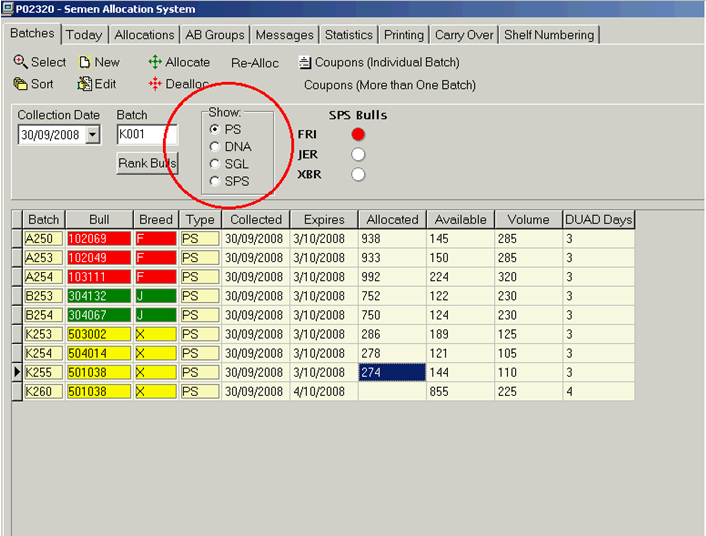 P02320 - Semen Allocation System
Batches Today Allocations AB Groups Messages Statistics Printing Carry Over Shelf Numbering
Select New Allocate Re-Alloc Coupons (Individual Batch)
Sort Edit Dealloc Coupons (More than One Batch)
Collection Date Batch Show: SPS Bulls
30/09/2008 K001 PS FRI
DNA JER
Rank Bulls SGL XBR
SPS
Batch Bull Breed Type Collected Expires Allocated Available Volume DUAD Days
A250 102069 F PS 30/09/2008 3/10/2008 938 145 285 3
A253 102049 F PS 30/09/2008 3/10/2008 933 150 285 3
A254 103111 F PS 30/09/2008 3/10/2008 992 224 320 3
B253 304132 J PS 30/09/2008 3/10/2008 752 122 230 3
B254 304067 J PS 30/09/2008 3/10/2008 750 124 230 3
K253 503002 X PS 30/09/2008 3/10/2008 286 189 125 3
K254 504014 X PS 30/09/2008 3/10/2008 278 121 105 3
K255 501038 X PS 30/09/2008 3/10/2008 274 144 110 3
K260 501038 X PS 30/09/2008 4/10/2008 855 225 4